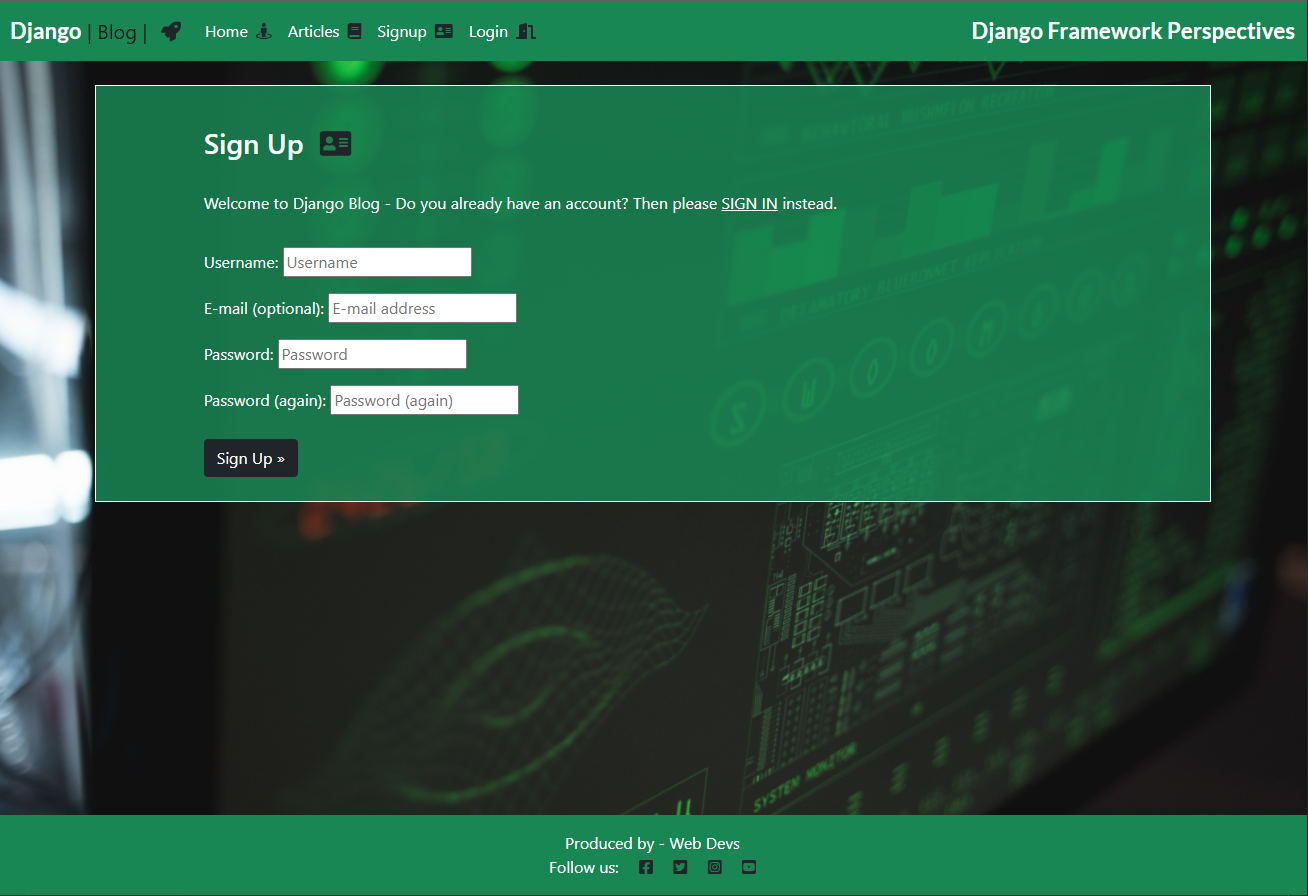 Django | Blog | Home Articles Signup Login Django Framework Perspectives
Sign Up
Welcome to Django Blog - Do you already have an account? Then please SIGN IN instead.
Username: Username
E-mail (optional): E-mail address
Password: Password
Password (again): Password (again)
Sign Up »
SYSTEM MONITOR
Produced by - Web Devs
Follow us: